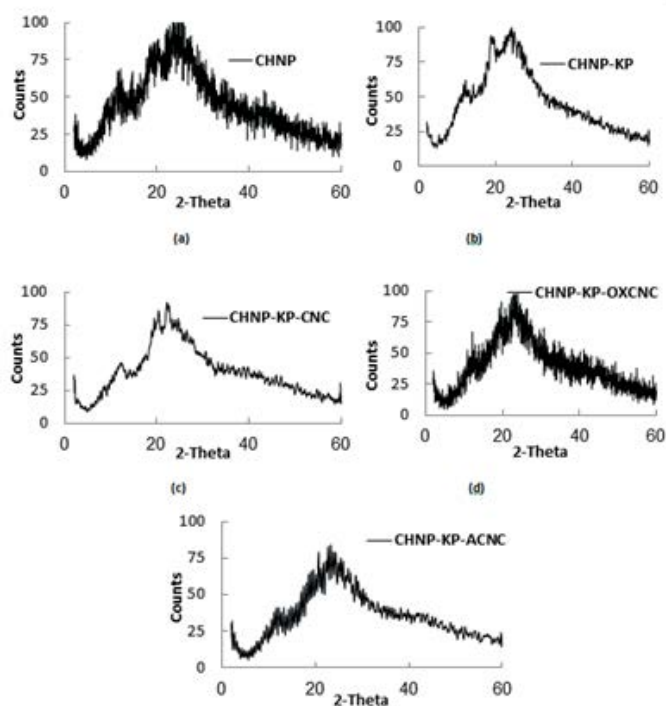 100
75
50
25
0
0 20 40 60
Counts
2-Theta
CHNP
(a)
100
75
50
25
0
0 20 40 60
Counts
2-Theta
CHNP-KP
(b)
100
75
50
25
0
0 20 40 60
Counts
2-Theta
CHNP-KP-CNC
(c)
100
75
50
25
0
0 20 40 60
Counts
2-Theta
CHNP-KP-OXCNC
(d)
100
75
50
25
0
0 20 40 60
Counts
2-Theta
CHNP-KP-ACNC